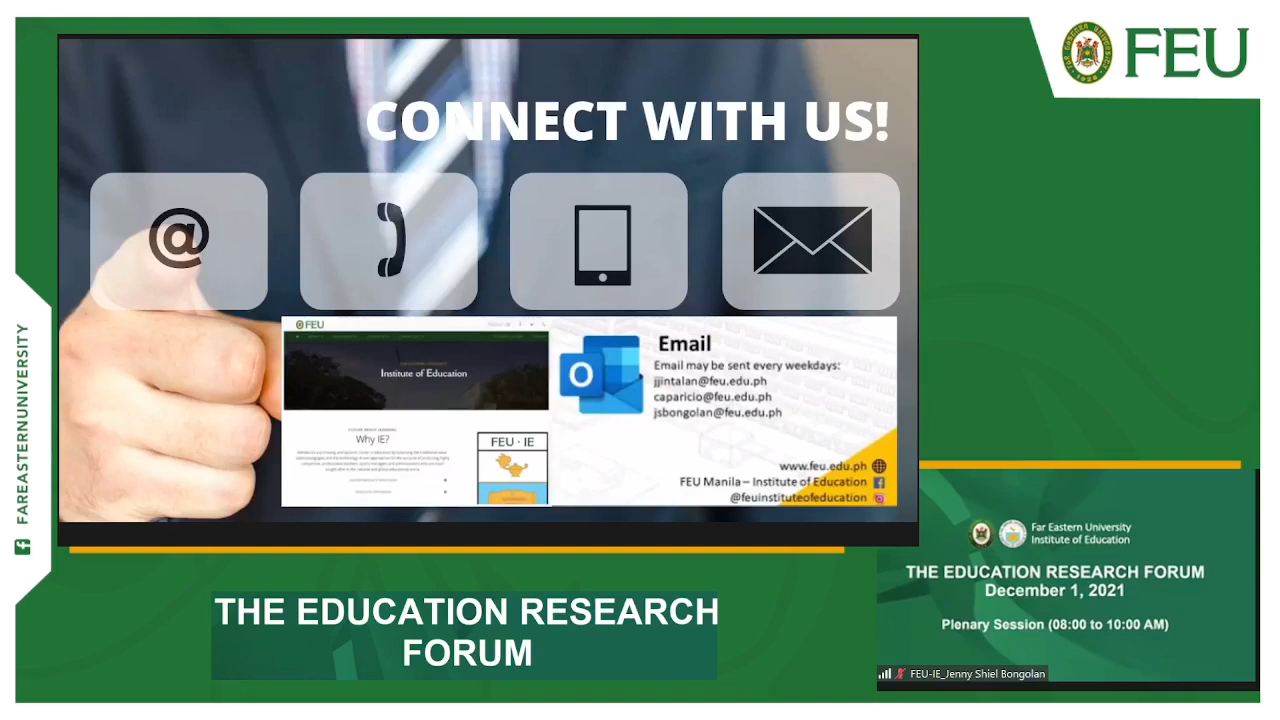 FEU
CONNECT WITH US!
@
FEU
Institute of Education
Why IE?
FEU · IE
Email
Email may be sent every weekdays:
jjintalan@feu.edu.ph
caparicio@feu.edu.ph
jsbongolan@feu.edu.ph
www.feu.edu.ph
FEU Manila – Institute of Education
@feuinstituteofeducation
FAREASTERNUNIVERSITY
THE EDUCATION RESEARCH
FORUM
Far Eastern University
Institute of Education
THE EDUCATION RESEARCH FORUM
December 1, 2021
Plenary Session (08:00 to 10:00 AM)
FEU-IE_Jenny Shiel Bongolan